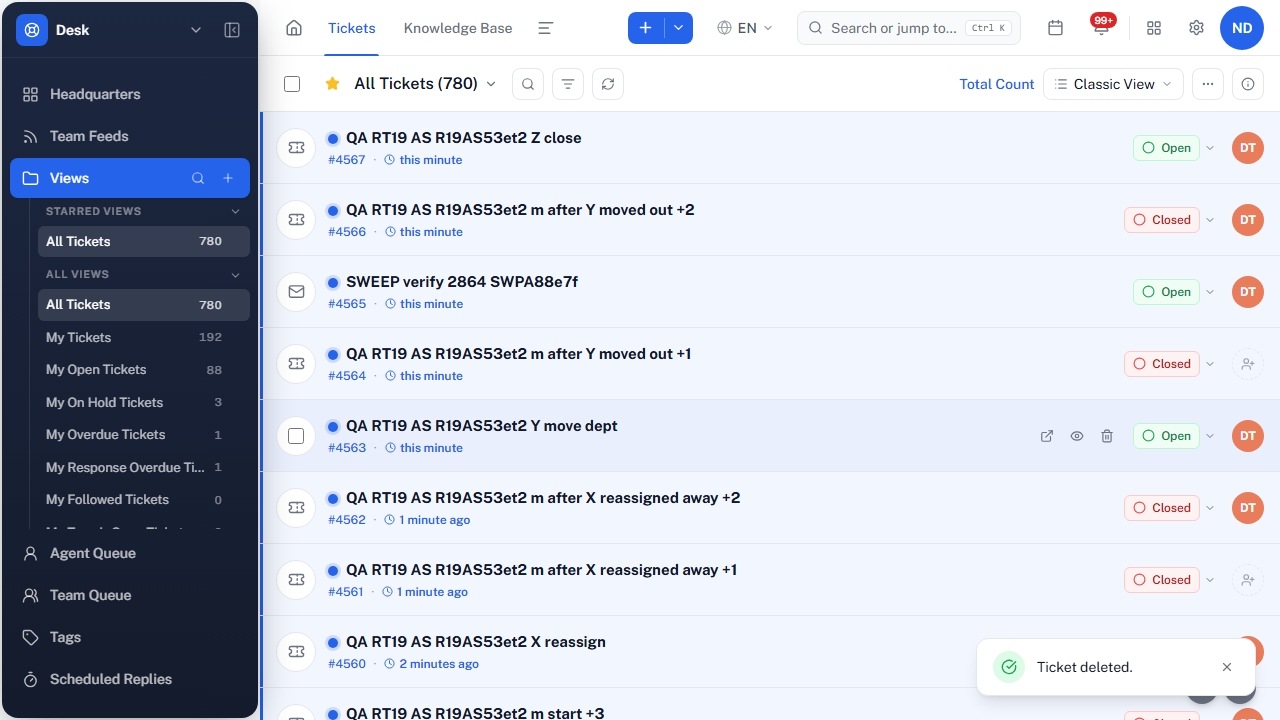 Desk
Headquarters
Team Feeds
Views
STARRED VIEWS
All Tickets 780
ALL VIEWS
All Tickets 780
My Tickets 192
My Open Tickets 88
My On Hold Tickets 3
My Overdue Tickets 1
My Response Overdue Ti... 1
My Followed Tickets 0
Agent Queue
Team Queue
Tags
Scheduled Replies
Tickets Knowledge Base EN Search or jump to... Ctrl K 99+ ND
All Tickets (780) Total Count Classic View
QA RT19 AS R19AS53et2 Z close
#4567 · this minute Open DT
QA RT19 AS R19AS53et2 m after Y moved out +2
#4566 · this minute Closed DT
SWEEP verify 2864 SWPA88e7f
#4565 · this minute Open DT
QA RT19 AS R19AS53et2 m after Y moved out +1
#4564 · this minute Closed
QA RT19 AS R19AS53et2 Y move dept
#4563 · this minute Open DT
QA RT19 AS R19AS53et2 m after X reassigned away +2
#4562 · 1 minute ago Closed DT
QA RT19 AS R19AS53et2 m after X reassigned away +1
#4561 · 1 minute ago Closed
QA RT19 AS R19AS53et2 X reassign
#4560 · 2 minutes ago
Ticket deleted.
QA RT19 AS R19AS53et2 m start +3